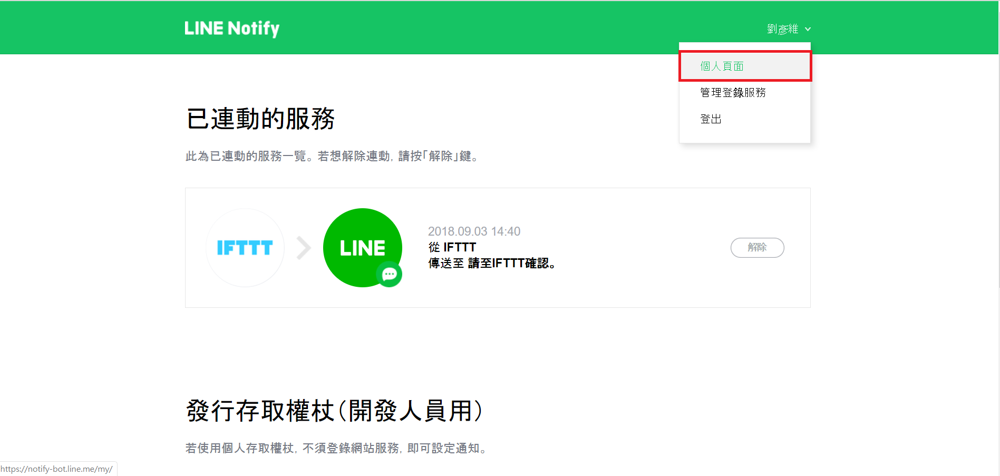 LINE Notify
劉彥維
個人頁面
管理登錄服務
登出
已連動的服務
此為已連動的服務一覽。若想解除連動, 請按「解除」鍵。
IFTTT
LINE
2018.09.03 14:40
從 IFTTT
傳送至 請至IFTTT確認。
解除
發行存取權杖(開發人員用)
若使用個人存取權杖, 不須登錄網站服務, 即可設定通知。
https://notify-bot.line.me/my/